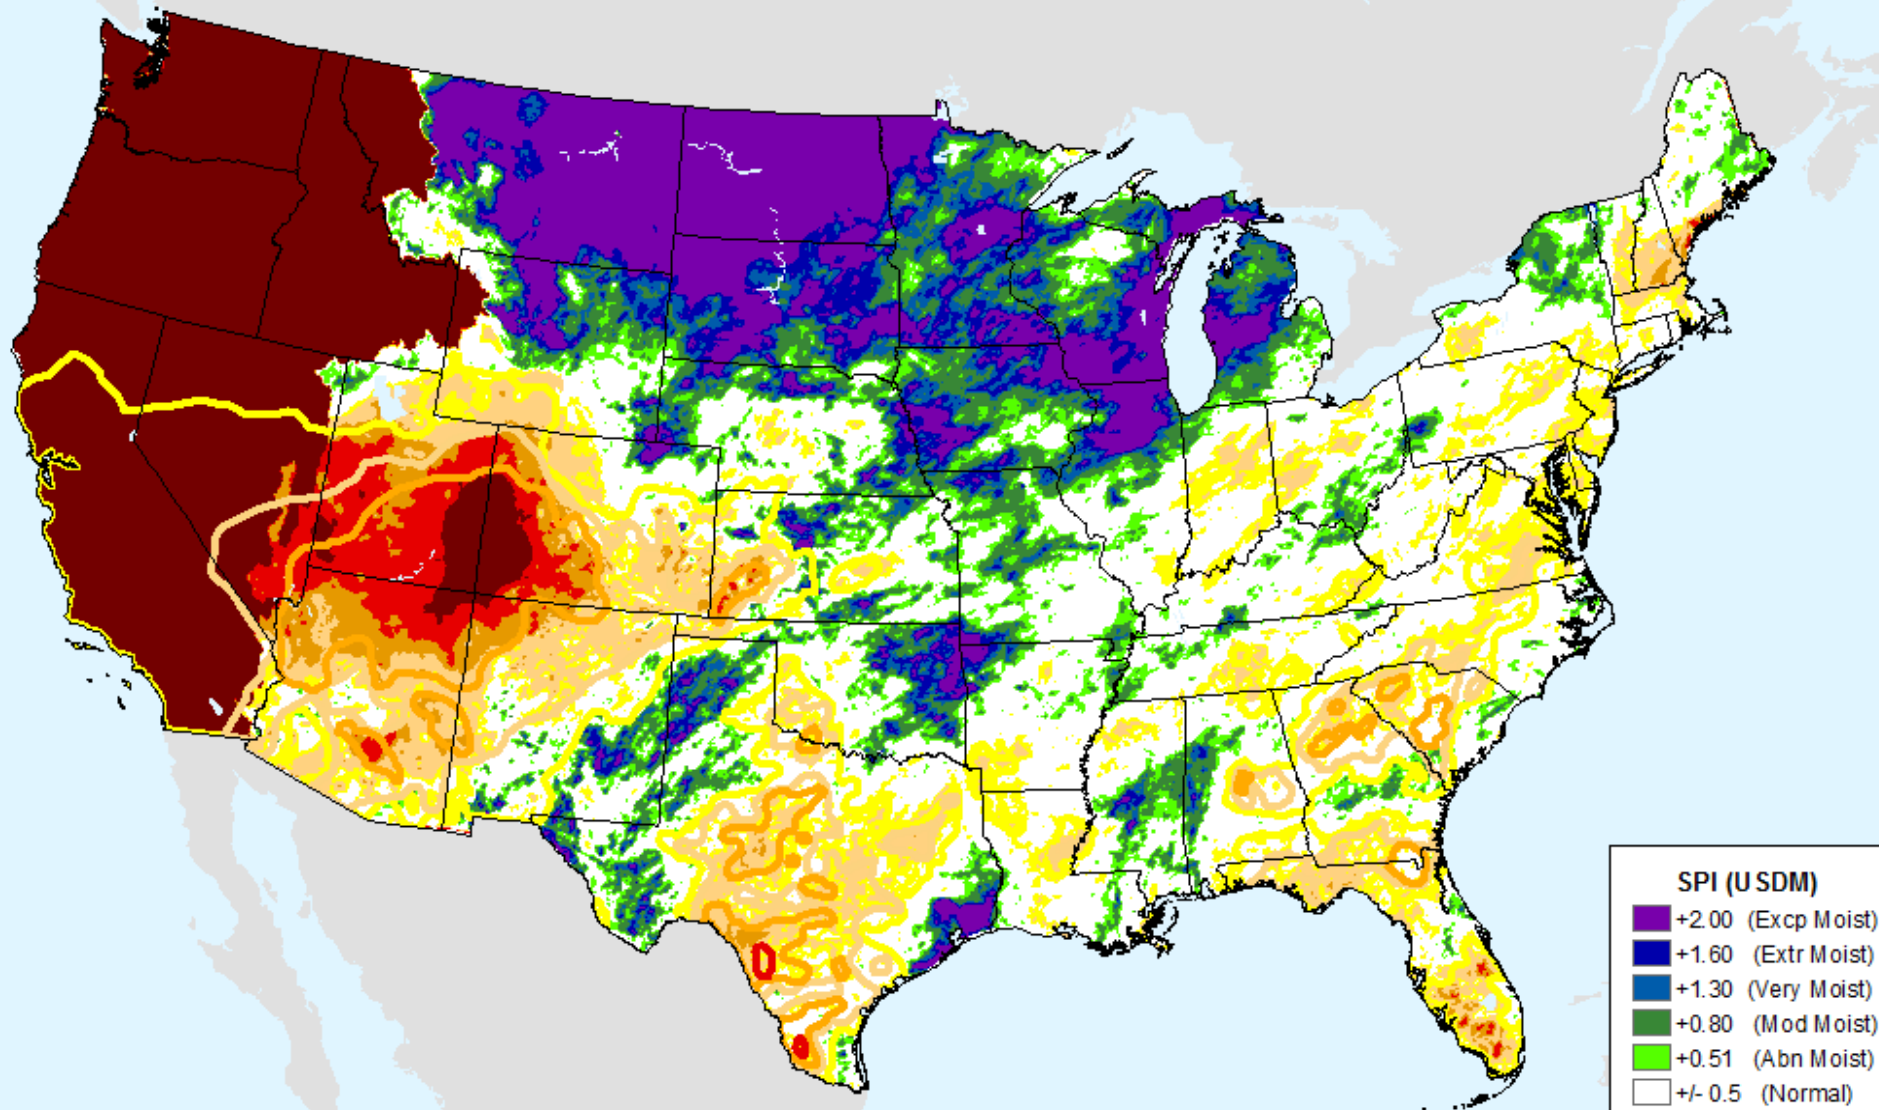 SPI (USDM)
+2.00 (Excp Moist)
+1.60 (Extr Moist)
+1.30 (Very Moist)
+0.80 (Mod Moist)
+0.51 (Abn Moist)
+/- 0.5 (Normal)